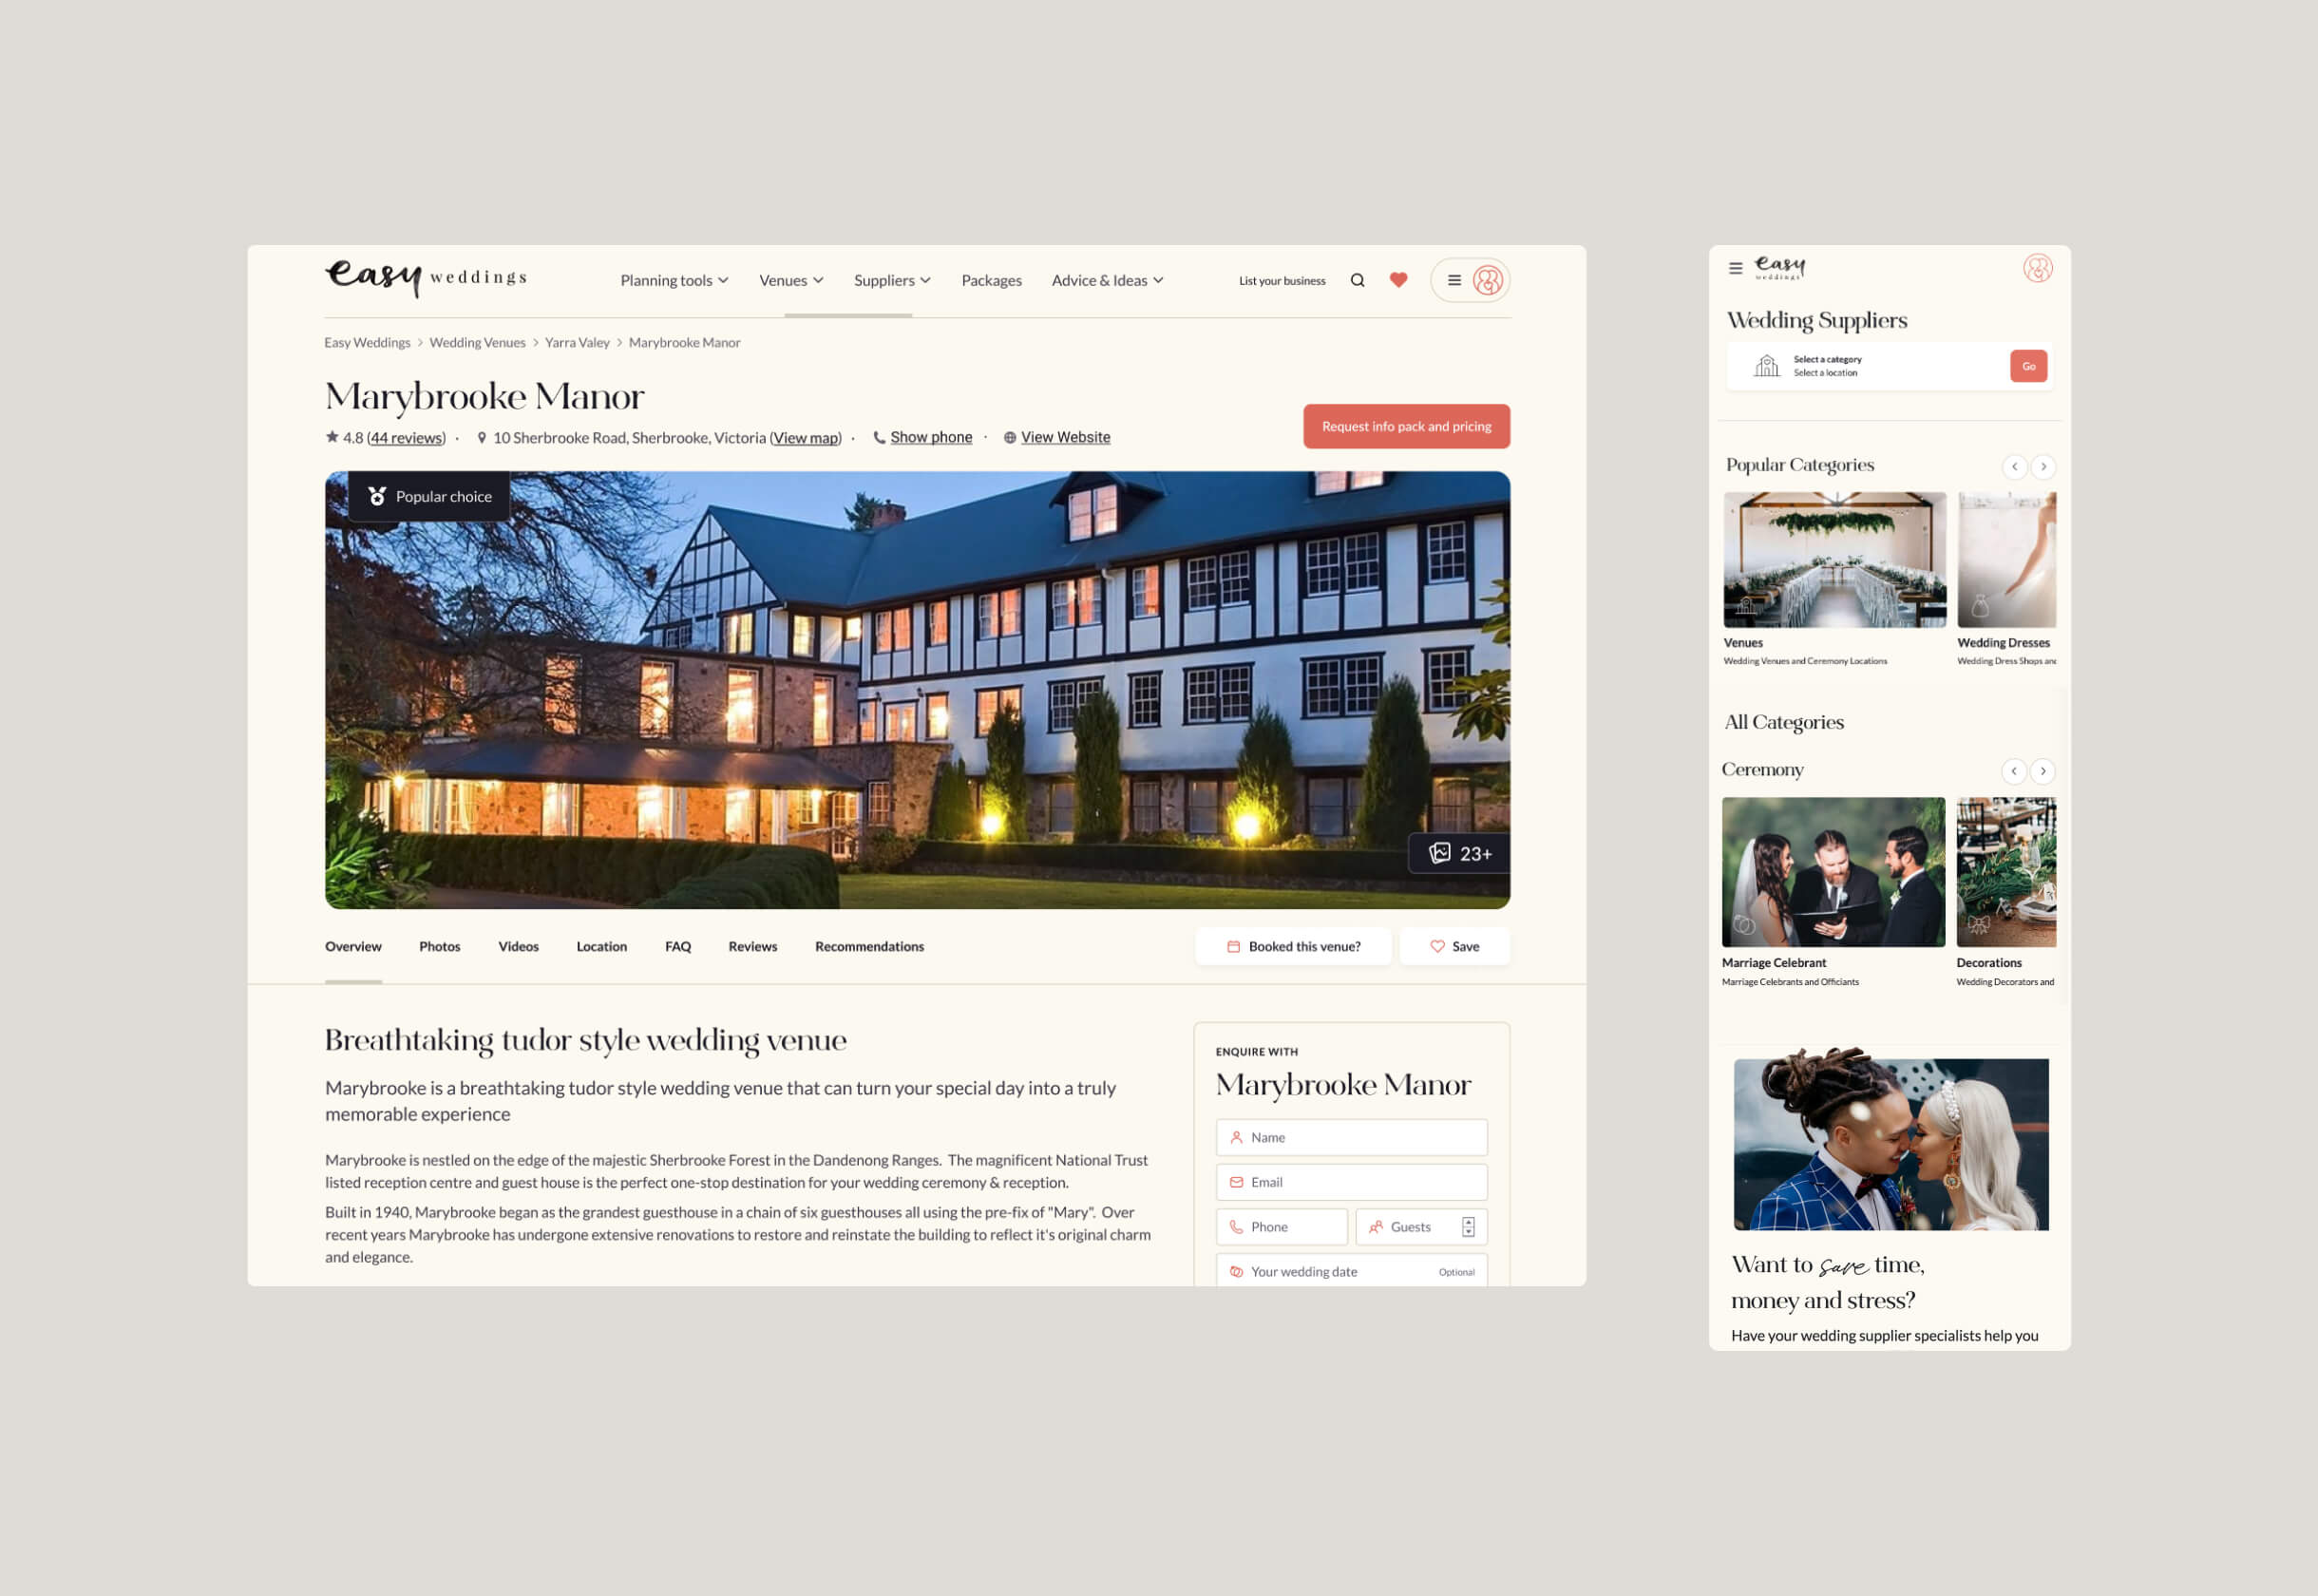 easy weddings
Planning tools Venues Suppliers Packages Advice & Ideas List your business
Easy Weddings > Wedding Venues > Yarra Valey > Marybrooke Manor
Marybrooke Manor
4.8 (44 reviews) · 10 Sherbrooke Road, Sherbrooke, Victoria (View map) · Show phone · View Website
Request info pack and pricing
Popular choice
23+
Overview Photos Videos Location FAQ Reviews Recommendations
Booked this venue? Save
Breathtaking tudor style wedding venue
Marybrooke is a breathtaking tudor style wedding venue that can turn your special day into a truly
memorable experience
Marybrooke is nestled on the edge of the majestic Sherbrooke Forest in the Dandenong Ranges. The magnificent National Trust
listed reception centre and guest house is the perfect one-stop destination for your wedding ceremony & reception.
Built in 1940, Marybrooke began as the grandest guesthouse in a chain of six guesthouses all using the pre-fix of "Mary". Over
recent years Marybrooke has undergone extensive renovations to restore and reinstate the building to reflect it's original charm
and elegance.
ENQUIRE WITH
Marybrooke Manor
Name
Email
Phone Guests
Your wedding date Optional
easy
weddings
Wedding Suppliers
Select a category
Select a location
Go
Popular Categories
Venues
Wedding Venues and Ceremony Locations
Wedding Dresses
Wedding Dress Shops and
All Categories
Ceremony
Marriage Celebrant
Marriage Celebrants and Officiants
Decorations
Wedding Decorators and
Want to save time,
money and stress?
Have your wedding supplier specialists help you